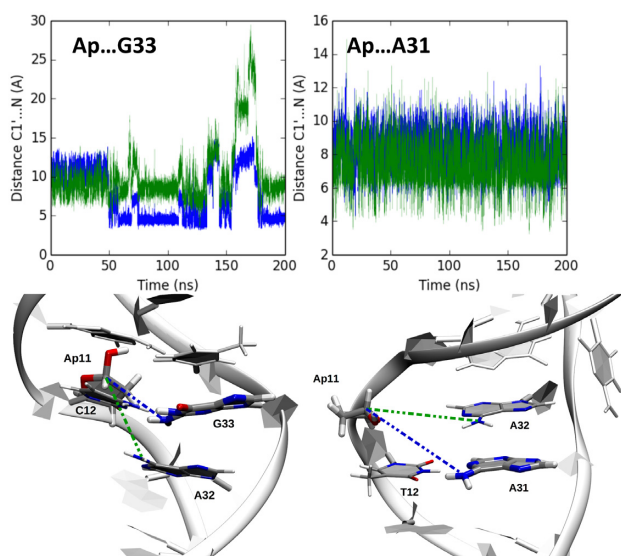 Ap...G33
Distance C1'...N (A)
30
25
20
15
10
5
0
0 50 100 150 200
Time (ns)
Ap...A31
Distance C1'...N (A)
16
14
12
10
8
6
4
2
0 50 100 150 200
Time (ns)
Ap11
C12
G33
A32
Ap11
A32
T12
A31